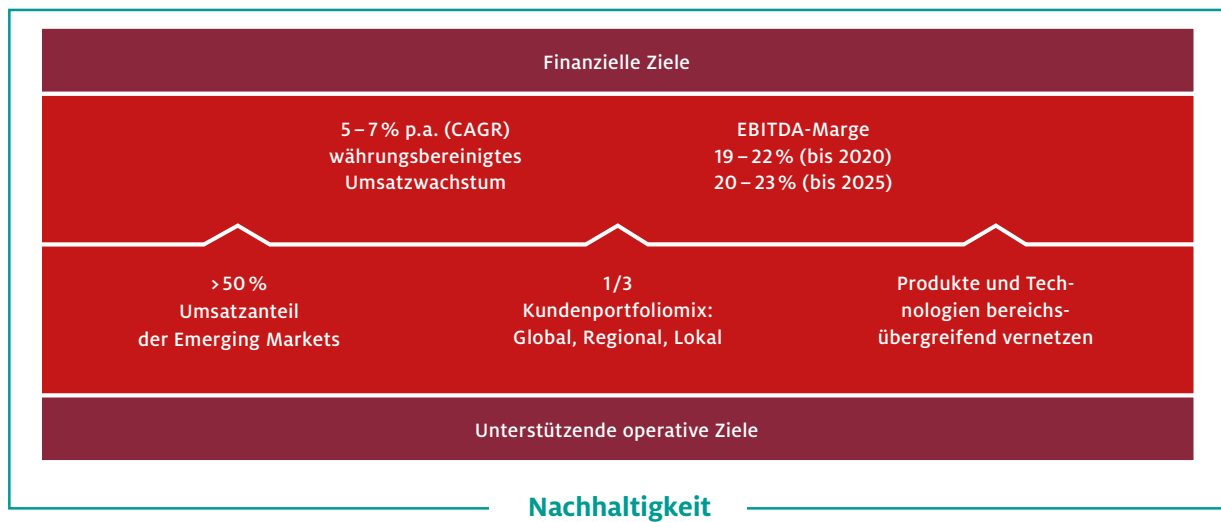 Finanzielle Ziele
5 – 7 % p.a. (CAGR)
währungsbereinigtes
Umsatzwachstum
EBITDA-Marge
19 – 22 % (bis 2020)
20 – 23 % (bis 2025)
> 50 %
Umsatzanteil
der Emerging Markets
1/3
Kundenportfoliomix:
Global, Regional, Lokal
Produkte und Tech-
nologien bereichs-
übergreifend vernetzen
Unterstützende operative Ziele
Nachhaltigkeit